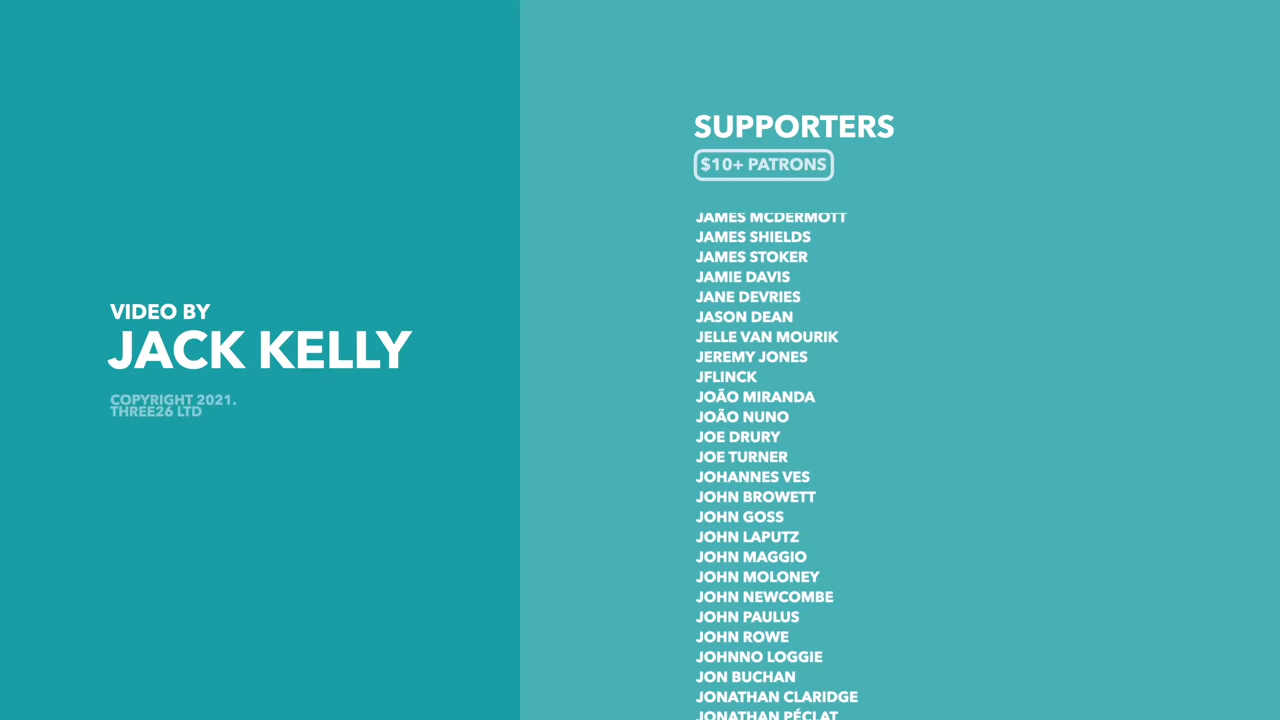 VIDEO BY
JACK KELLY
COPYRIGHT 2021.
THREE26 LTD
SUPPORTERS
$10+ PATRONS
JAMES MCDERMOTT
JAMES SHIELDS
JAMES STOKER
JAMIE DAVIS
JANE DEVRIES
JASON DEAN
JELLE VAN MOURIK
JEREMY JONES
JFLINCK
JOÃO MIRANDA
JOÃO NUNO
JOE DRURY
JOE TURNER
JOHANNES VES
JOHN BROWETT
JOHN GOSS
JOHN LAPUTZ
JOHN MAGGIO
JOHN MOLONEY
JOHN NEWCOMBE
JOHN PAULUS
JOHN ROWE
JOHNNO LOGGIE
JON BUCHAN
JONATHAN CLARIDGE
JONATHAN PÉCLAT